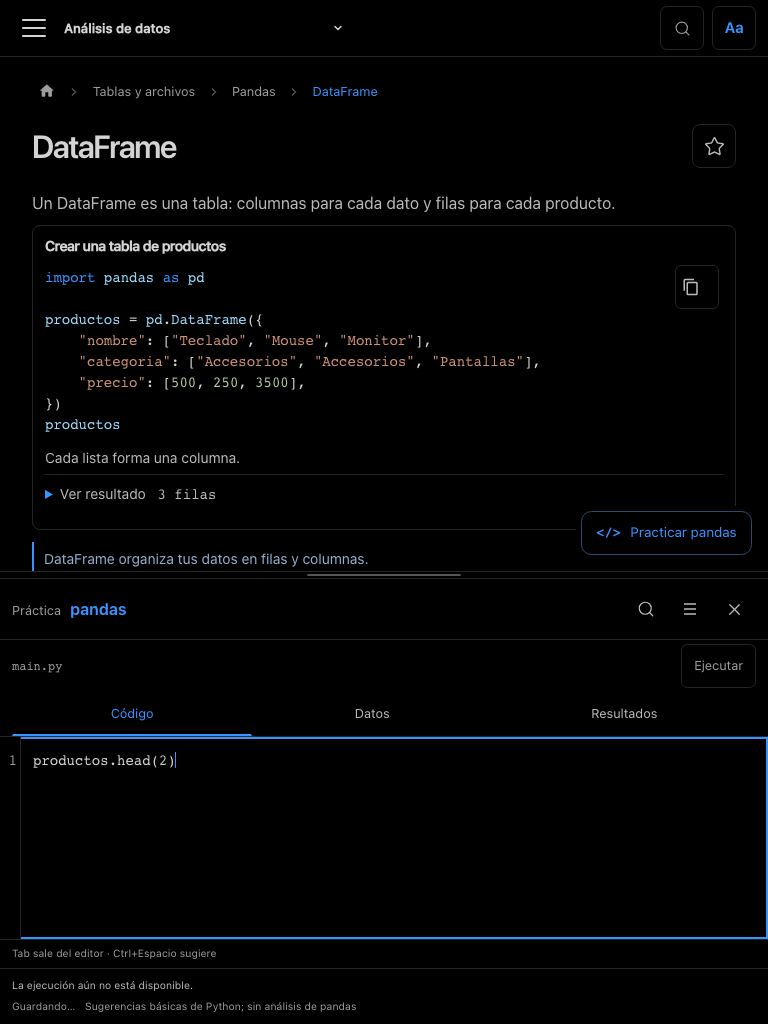 Análisis de datos
Aa
Tablas y archivos
Pandas
DataFrame
DataFrame
Un DataFrame es una tabla: columnas para cada dato y filas para cada producto.
Crear una tabla de productos
import pandas as pd
productos = pd.DataFrame({
    "nombre": ["Teclado", "Mouse", "Monitor"],
    "categoria": ["Accesorios", "Accesorios", "Pantallas"],
    "precio": [500, 250, 3500],
})
productos
Cada lista forma una columna.
Ver resultado 3 filas
</> Practicar pandas
DataFrame organiza tus datos en filas y columnas.
Práctica pandas
main.py
Ejecutar
Código
Datos
Resultados
1 productos.head(2)
Tab sale del editor · Ctrl+Espacio sugiere
La ejecución aún no está disponible.
Guardando... Sugerencias básicas de Python; sin análisis de pandas